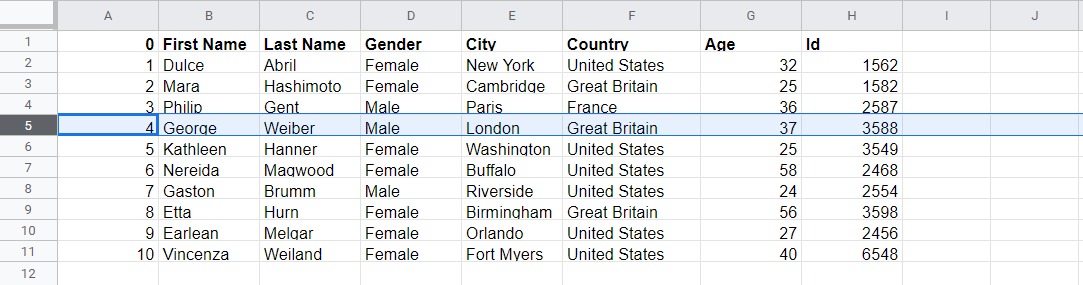 A B C D E F G H I J
1 0 First Name Last Name Gender City Country Age Id
2 1 Dulce Abril Female New York United States 32 1562
3 2 Mara Hashimoto Female Cambridge Great Britain 25 1582
4 3 Philip Gent Male Paris France 36 2587
5 4 George Weiber Male London Great Britain 37 3588
6 5 Kathleen Hanner Female Washington United States 25 3549
7 6 Nereida Magwood Female Buffalo United States 58 2468
8 7 Gaston Brumm Male Riverside United States 24 2554
9 8 Etta Hurn Female Birmingham Great Britain 56 3598
10 9 Earlean Melgar Female Orlando United States 27 2456
11 10 Vincenza Weiland Female Fort Myers United States 40 6548
12